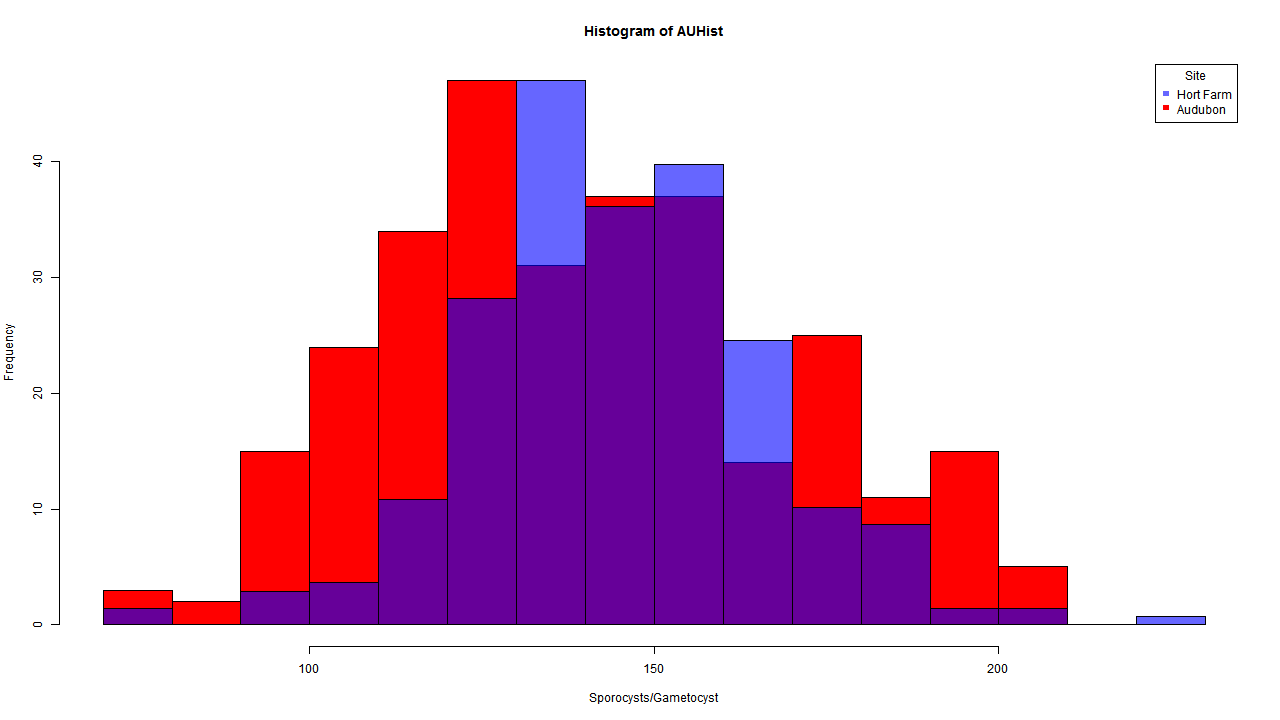 Histogram of AUHist
Site
Hort Farm
Audubon
40
30
20
10
0
Frequency
100
150
200
Sporocysts/Gametocyst